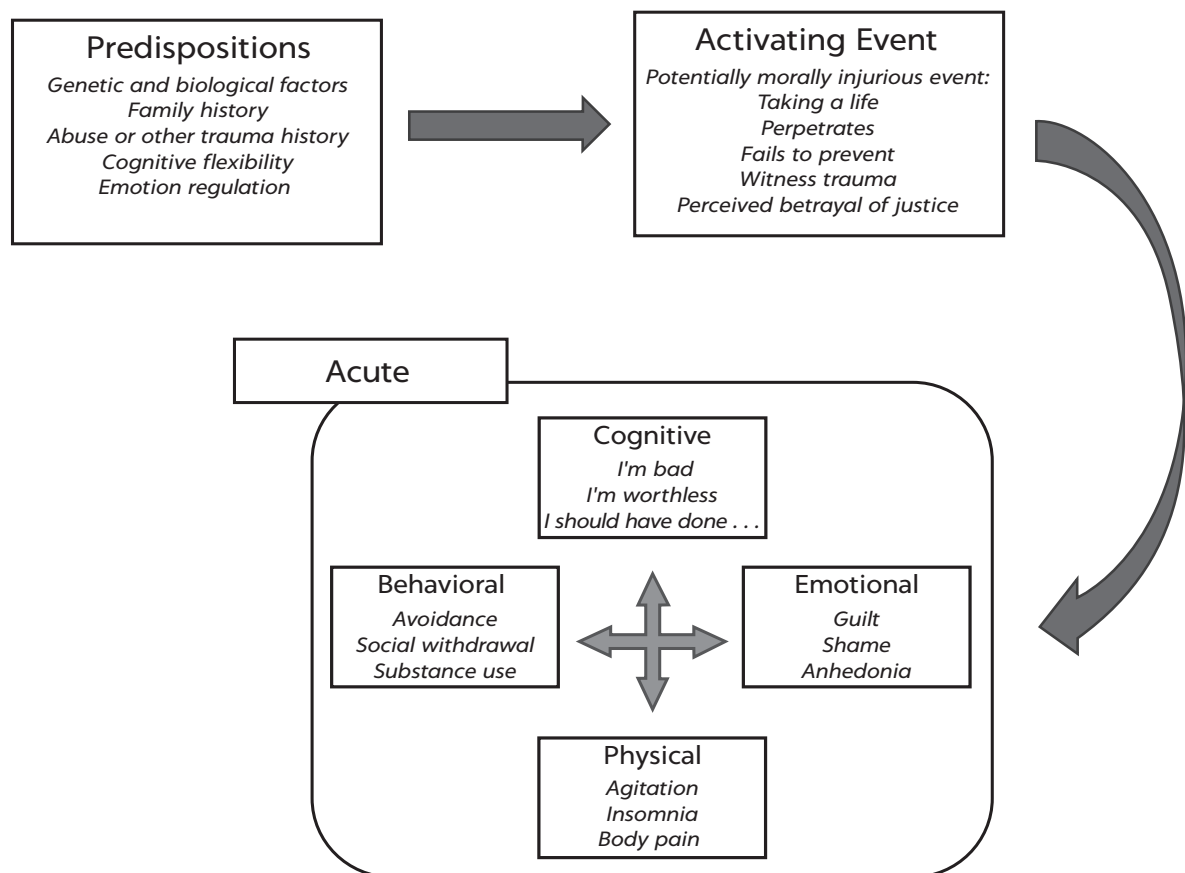 Predispositions
Genetic and biological factors
Family history
Abuse or other trauma history
Cognitive flexibility
Emotion regulation
Activating Event
Potentially morally injurious event:
Taking a life
Perpetrates
Fails to prevent
Witness trauma
Perceived betrayal of justice
Acute
Cognitive
I'm bad
I'm worthless
I should have done . . .
Behavioral
Avoidance
Social withdrawal
Substance use
Emotional
Guilt
Shame
Anhedonia
Physical
Agitation
Insomnia
Body pain